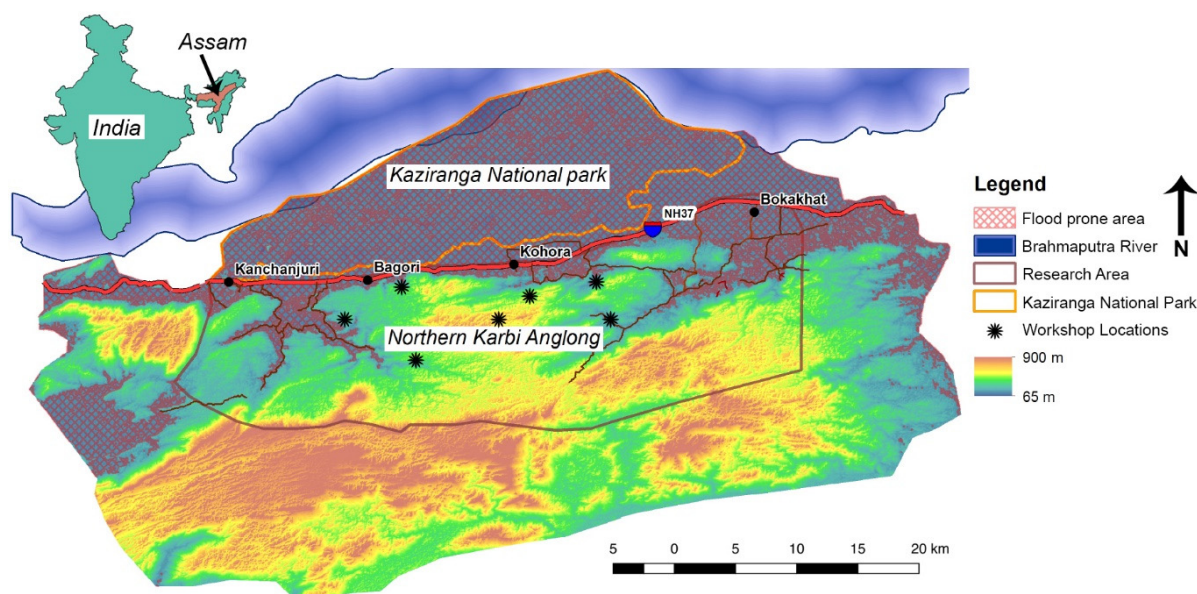 Assam
India
Kaziranga National park
NH37
Bokakhat
Kohora
Kanchanjuri
Bagori
Northern Karbi Anglong
Legend
Flood prone area
Brahmaputra River
Research Area
Kaziranga National Park
Workshop Locations
900 m
65 m
N
5 0 5 10 15 20 km